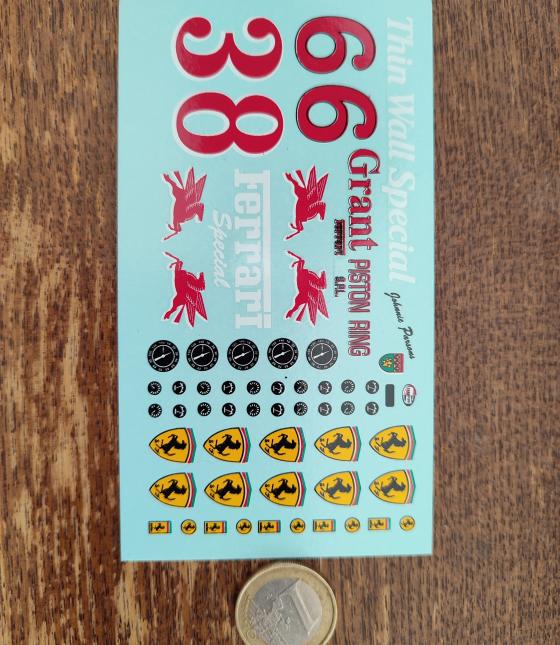 Thin Wall Special
Johnnie Parsons
66
Grant PISTON RING
38
Ferrari
Special